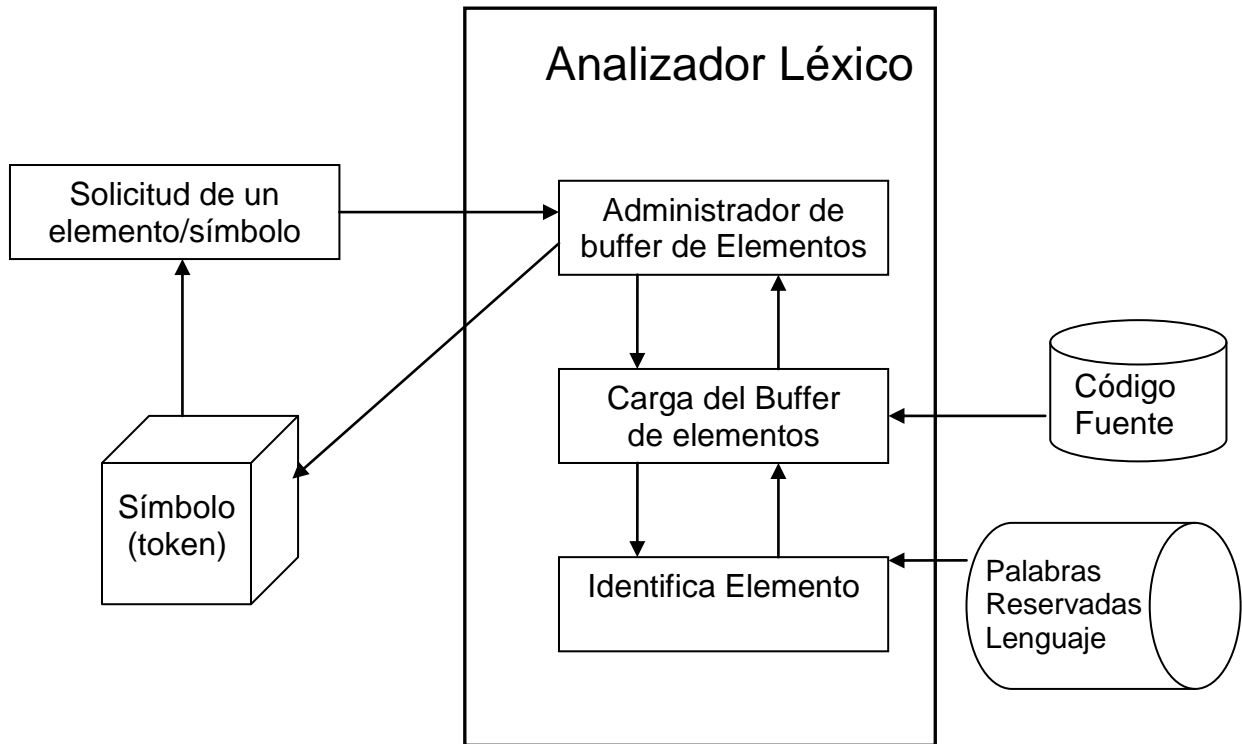 Analizador Léxico
Solicitud de un
elemento/símbolo
Administrador de
buffer de Elementos
Carga del Buffer
de elementos
Código
Fuente
Símbolo
(token)
Identifica Elemento
Palabras
Reservadas
Lenguaje